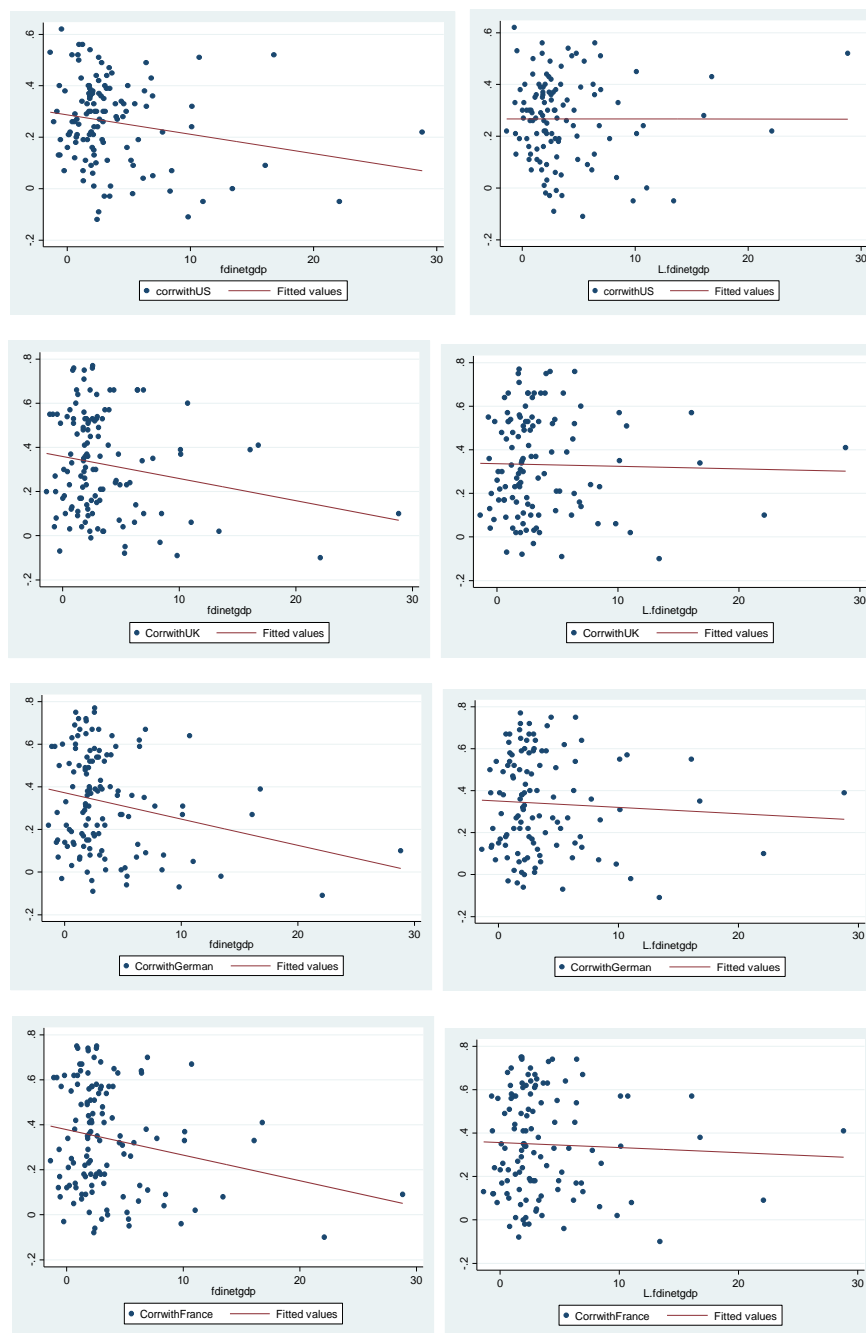 .6
.4
.2
0
-.2
0 10 20 30
fdinetgdp
corrwithUS Fitted values
.6
.4
.2
0
-.2
0 10 20 30
L.fdinetgdp
corrwithUS Fitted values
.8
.6
.4
.2
0
-.2
0 10 20 30
fdinetgdp
CorrwithUK Fitted values
.8
.6
.4
.2
0
-.2
0 10 20 30
L.fdinetgdp
CorrwithUK Fitted values
.8
.6
.4
.2
0
-.2
0 10 20 30
fdinetgdp
CorrwithGerman Fitted values
.8
.6
.4
.2
0
-.2
0 10 20 30
L.fdinetgdp
CorrwithGerman Fitted values
.8
.6
.4
.2
0
-.2
0 10 20 30
fdinetgdp
CorrwithFrance Fitted values
.8
.6
.4
.2
0
-.2
0 10 20 30
L.fdinetgdp
CorrwithFrance Fitted values